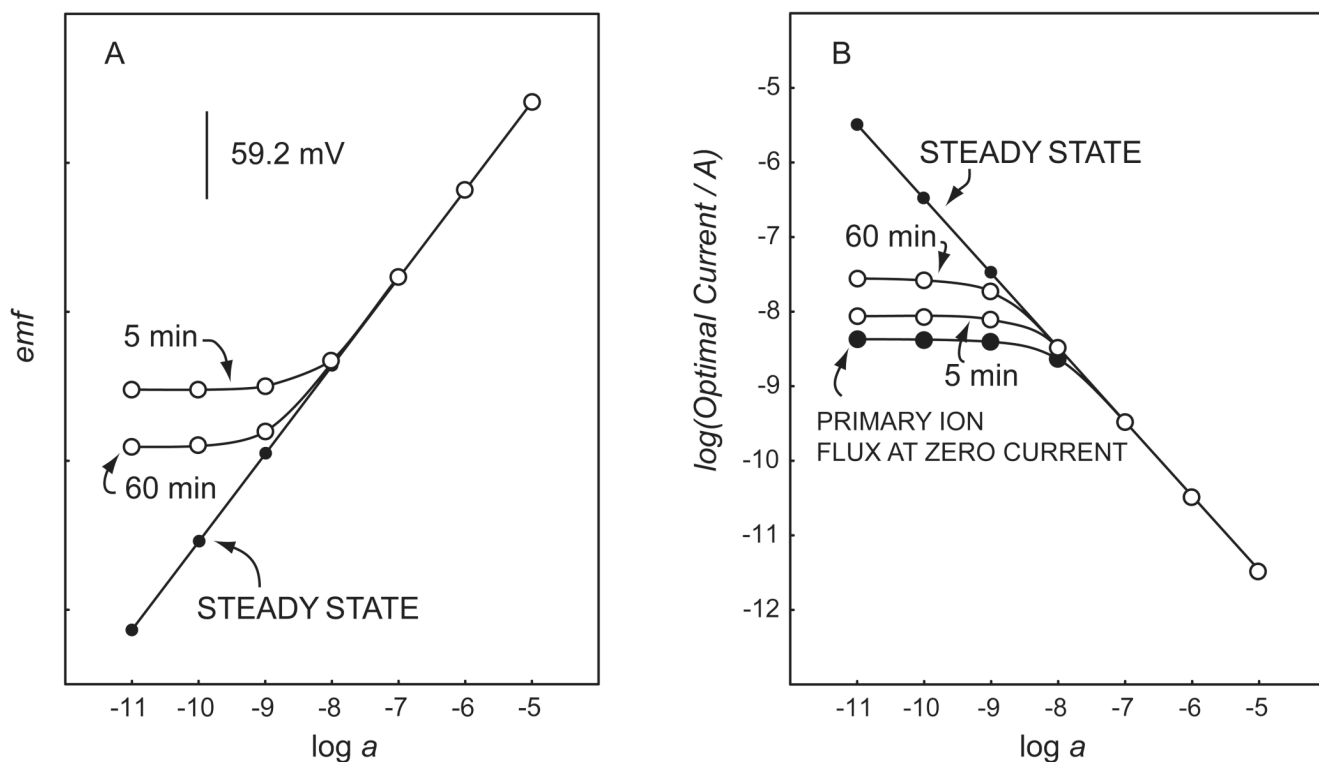 A
59.2 mV
5 min
60 min
STEADY STATE
emf
-11 -10 -9 -8 -7 -6 -5
log a
B
-5
-6
-7
-8
-9
-10
-11
-12
log(Optimal Current / A)
STEADY STATE
60 min
5 min
PRIMARY ION
FLUX AT ZERO CURRENT
-11 -10 -9 -8 -7 -6 -5
log a